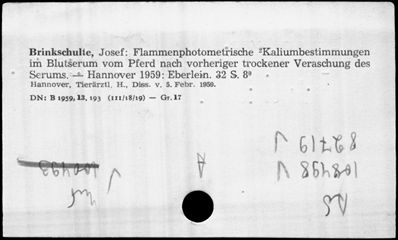 Brinkschulte, Josef: Flammenphotometrische Kaliumbestimmungen
im Blutserum vom Pferd nach vorheriger trockener Veraschung des
Serums. — Hannover 1959: Eberlein. 32 S. 8°
Hannover, Tierärztl. H., Diss. v. 5. Febr. 1959.
DN: B 1959, 13, 193 (111/18/19) — Gr. 17